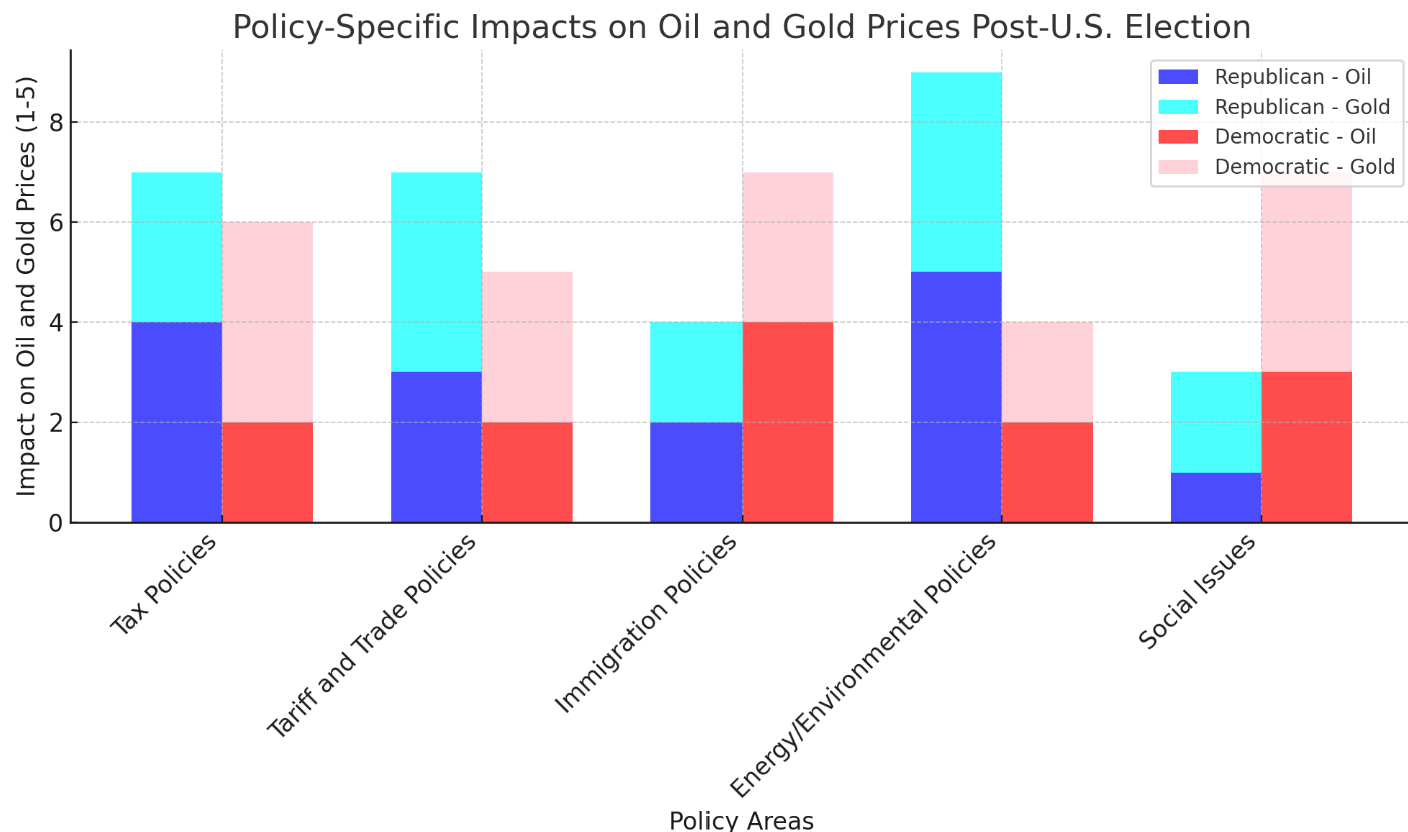 Policy-Specific Impacts on Oil and Gold Prices Post-U.S. Election
Impact on Oil and Gold Prices (1-5)
8
6
4
2
0
Republican - Oil
Republican - Gold
Democratic - Oil
Democratic - Gold
Tax Policies
Tariff and Trade Policies
Immigration Policies
Energy/Environmental Policies
Social Issues
Policy Areas